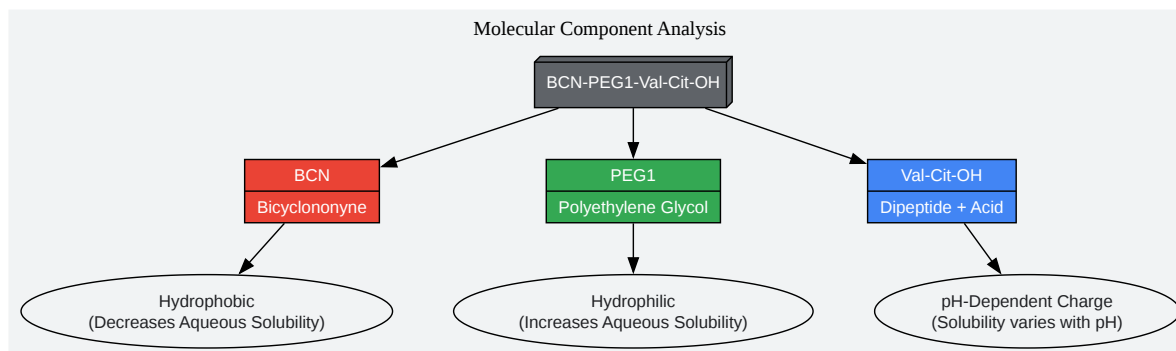 Molecular Component Analysis
BCN-PEG1-Val-Cit-OH
BCN
Bicyclononyne
PEG1
Polyethylene Glycol
Val-Cit-OH
Dipeptide + Acid
Hydrophobic
(Decreases Aqueous Solubility)
Hydrophilic
(Increases Aqueous Solubility)
pH-Dependent Charge
(Solubility varies with pH)